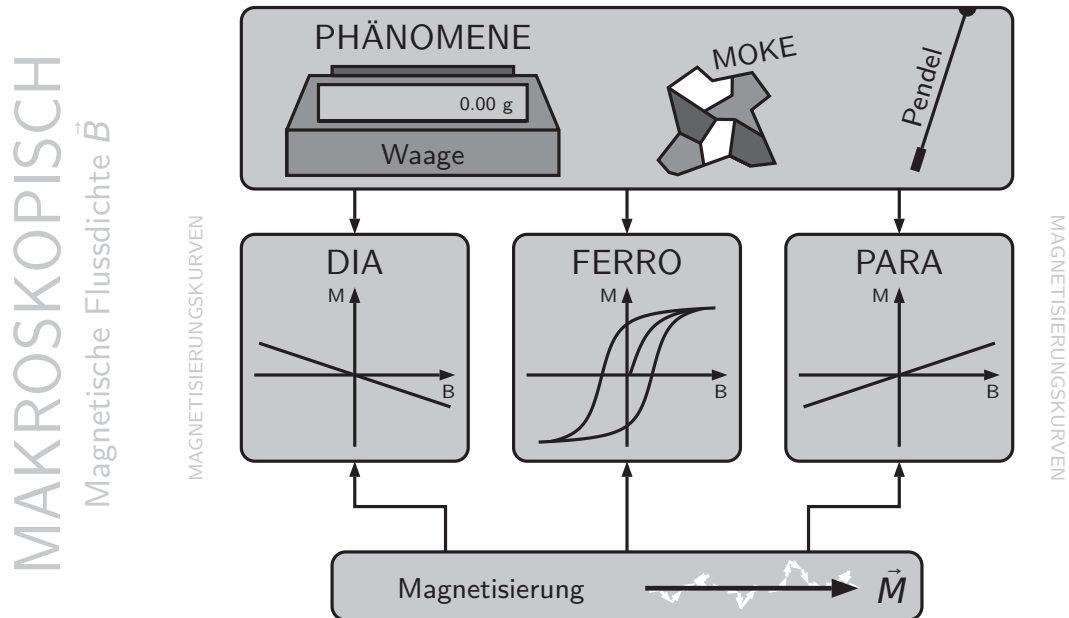 MAKROSKOPISCH
Magnetische Flussdichte B⃗
PHÄNOMENE
0.00 g
Waage
MOKE
Pendel
MAGNETISIERUNGSKURVEN
DIA
M
B
FERRO
M
B
PARA
M
B
MAGNETISIERUNGSKURVEN
Magnetisierung
M⃗